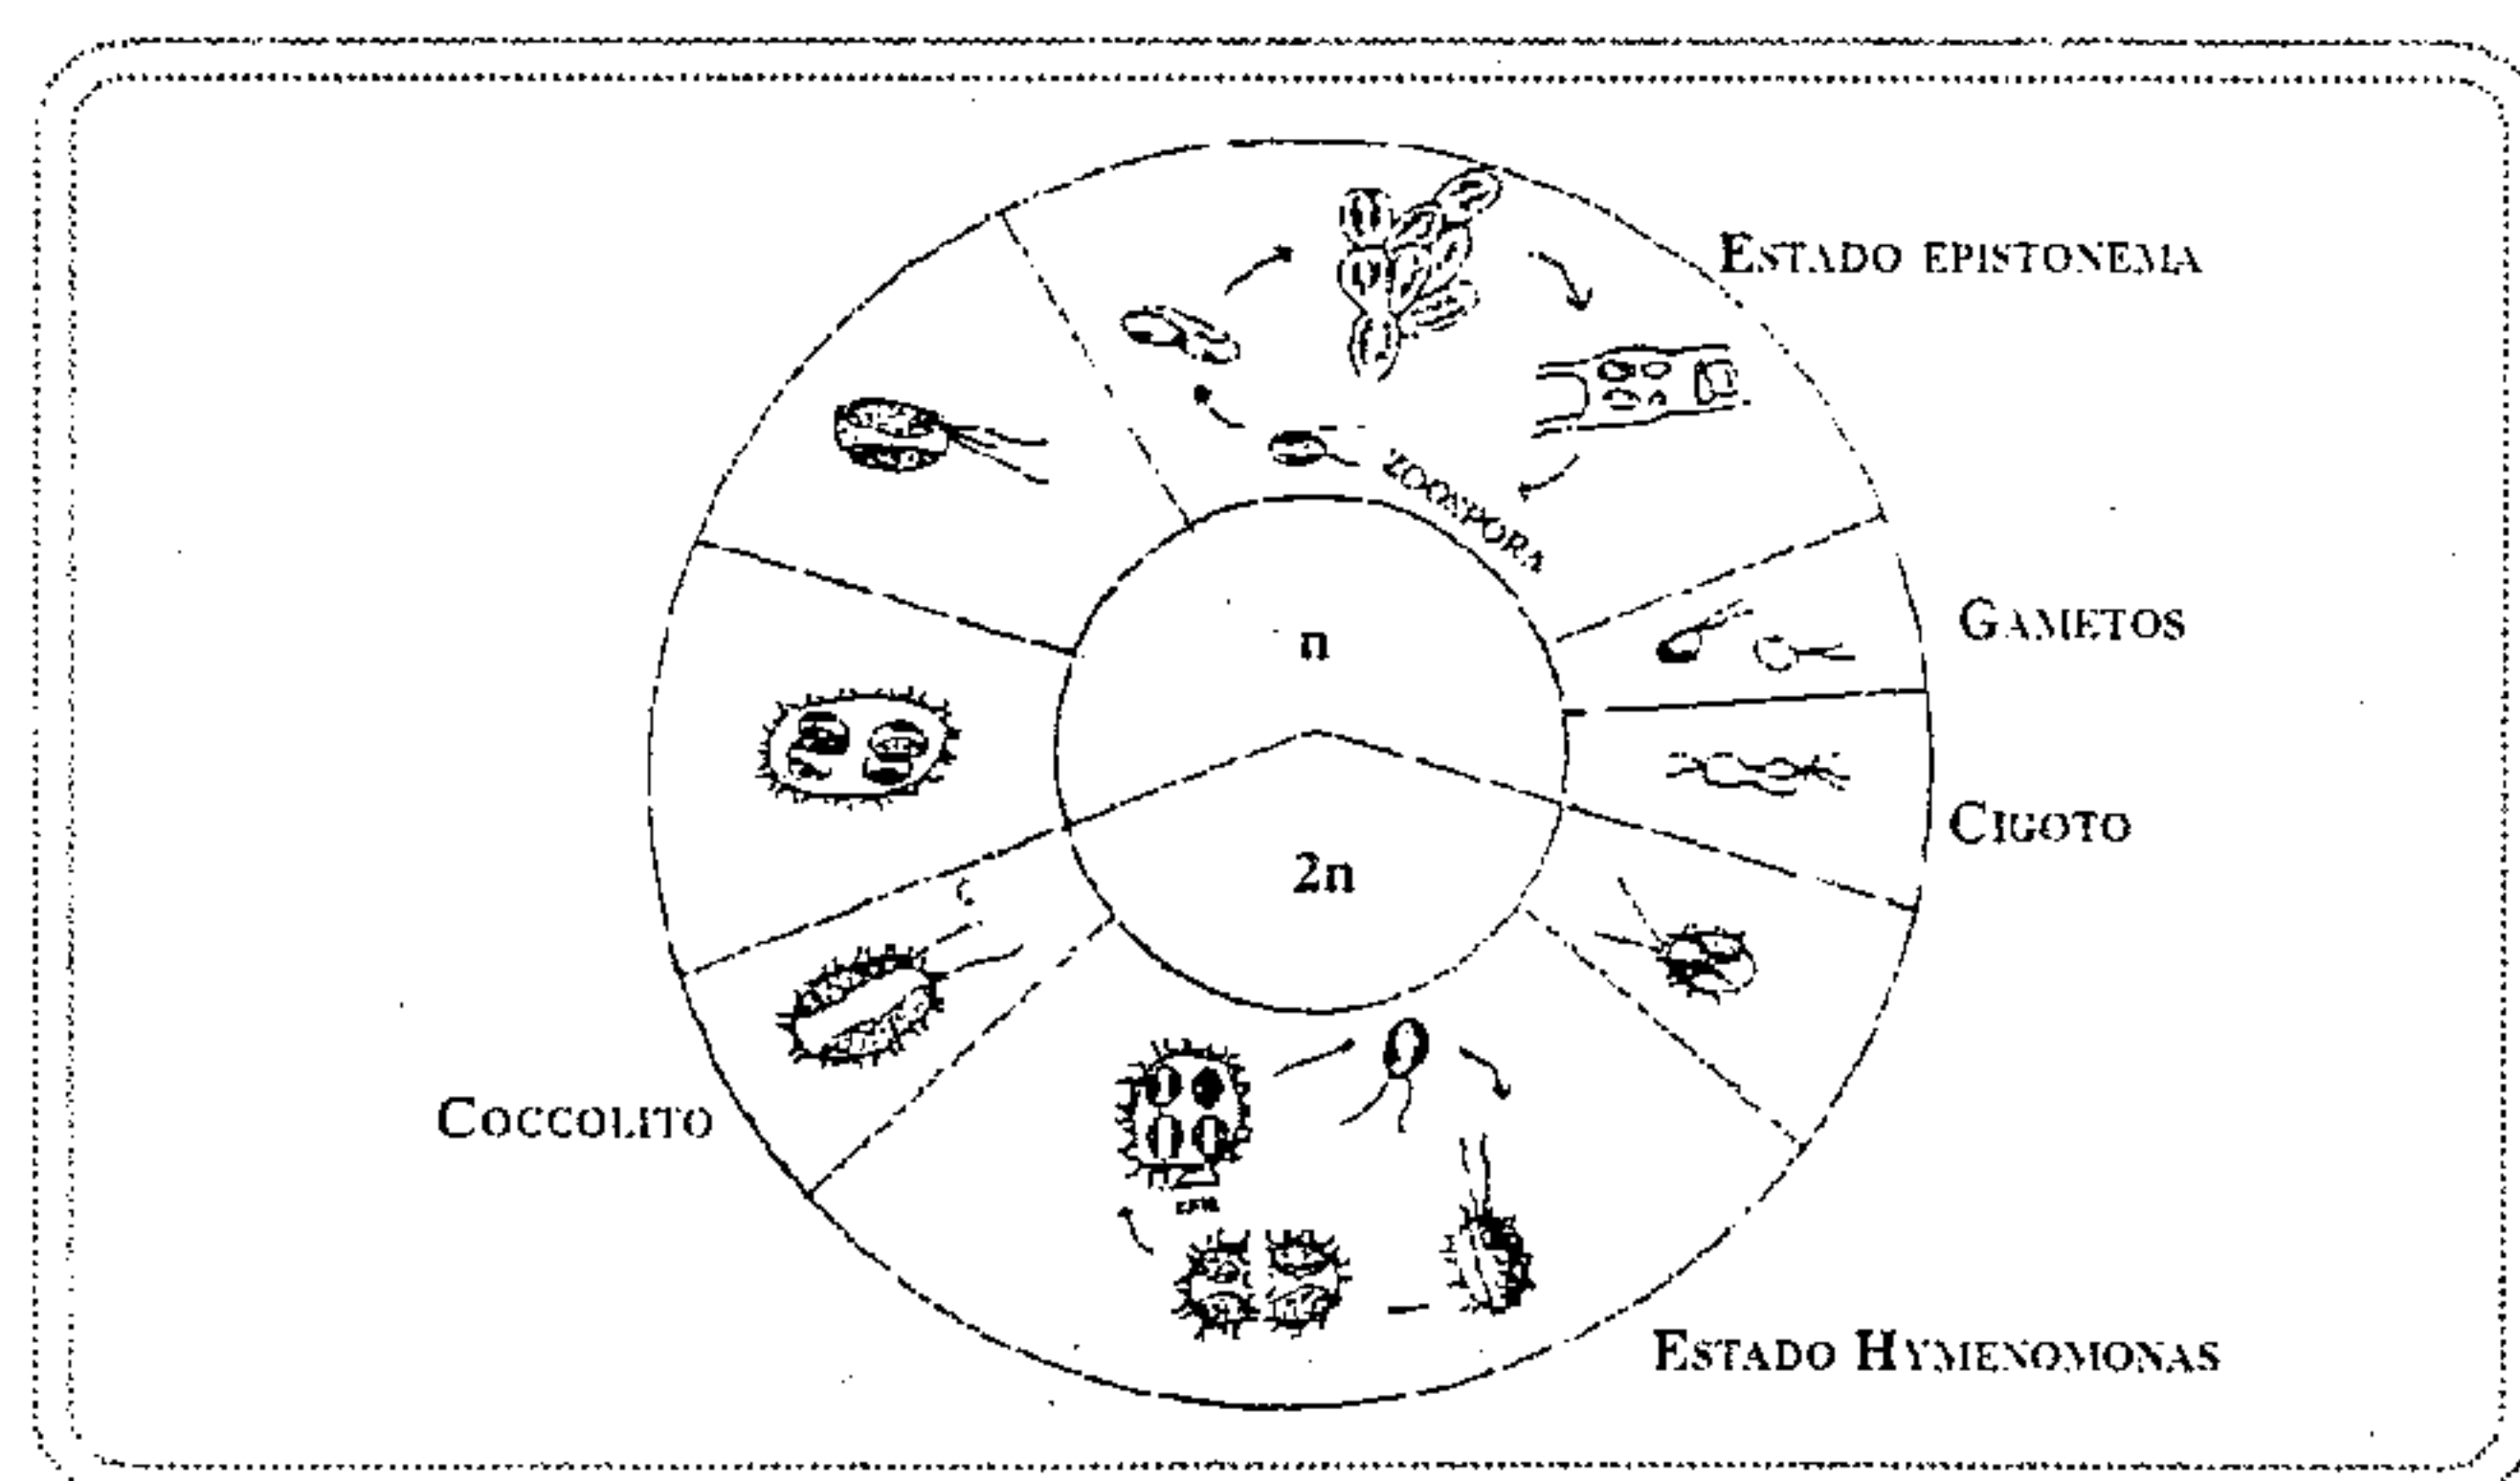 ESTADO EPISTONEMA
ZOOSPORA
GAMETOS
n
CIGOTO
2n
COCCOLITO
ESTADO HYMENOMONAS